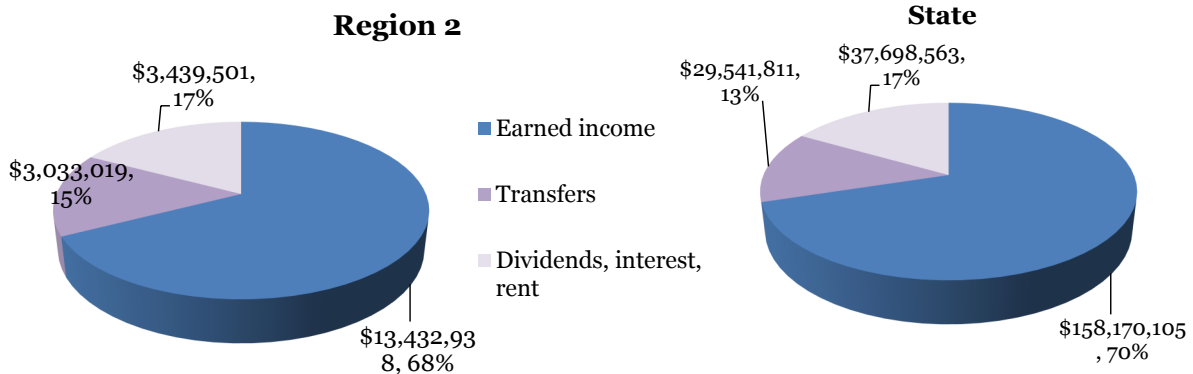 Region 2
$3,439,501,
17%
$3,033,019,
15%
$13,432,93
8, 68%
Earned income
Transfers
Dividends, interest,
rent
State
$37,698,563,
17%
$29,541,811,
13%
$158,170,105
, 70%